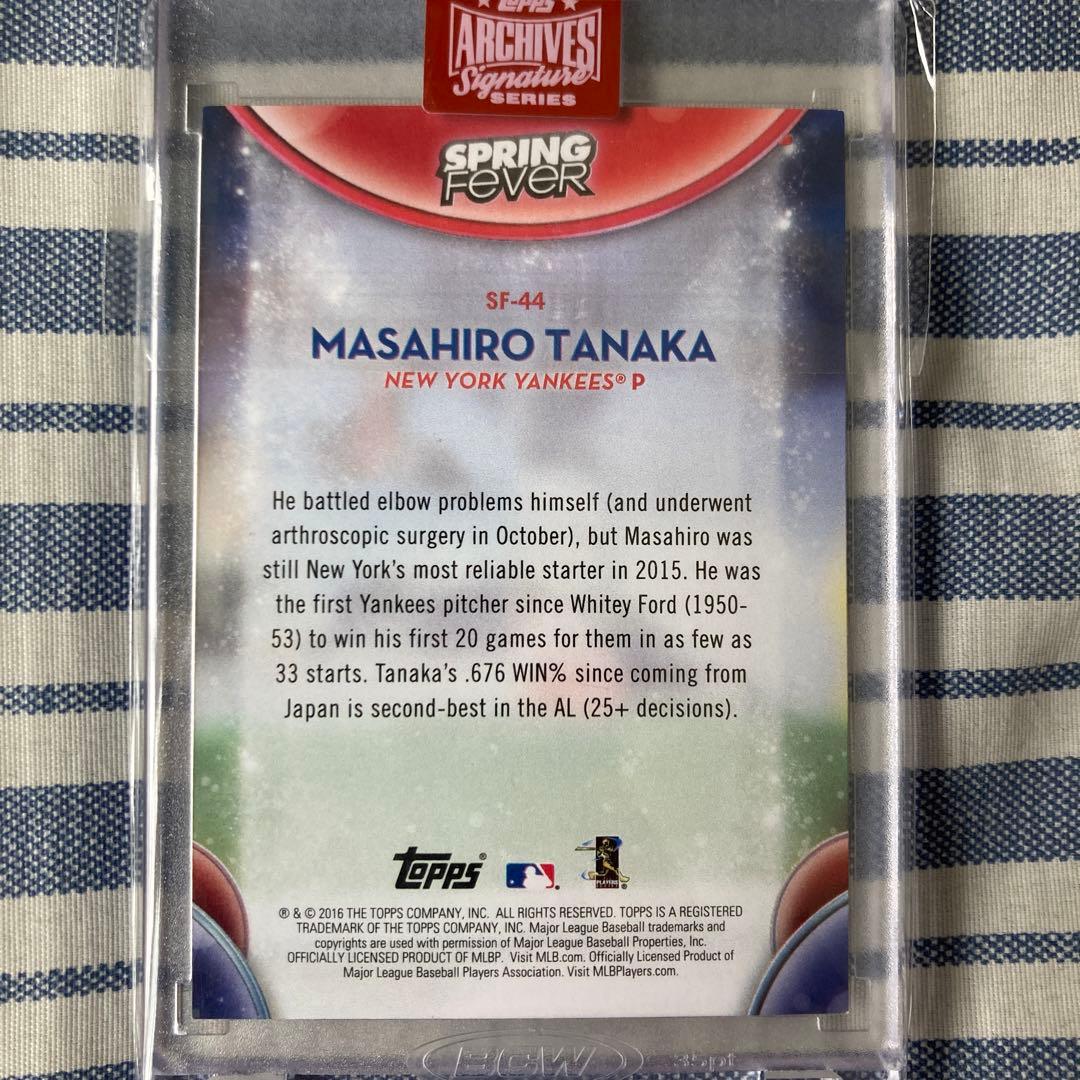 topps
ARCHIVES
Signature
SERIES
SPRING
FEVER
SF-44
MASAHIRO TANAKA
NEW YORK YANKEES® P
He battled elbow problems himself (and underwent
arthroscopic surgery in October), but Masahiro was
still New York's most reliable starter in 2015. He was
the first Yankees pitcher since Whitey Ford (1950-
53) to win his first 20 games for them in as few as
33 starts. Tanaka's .676 WIN% since coming from
Japan is second-best in the AL (25+ decisions).
topps®
PLAYERS
® & © 2016 THE TOPPS COMPANY, INC. ALL RIGHTS RESERVED. TOPPS IS A REGISTERED
TRADEMARK OF THE TOPPS COMPANY, INC. Major League Baseball trademarks and
copyrights are used with permission of Major League Baseball Properties, Inc.
OFFICIALLY LICENSED PRODUCT OF MLBP. Visit MLB.com. Officially Licensed Product of
Major League Baseball Players Association. Visit MLBPlayers.com.
BCW 35pt